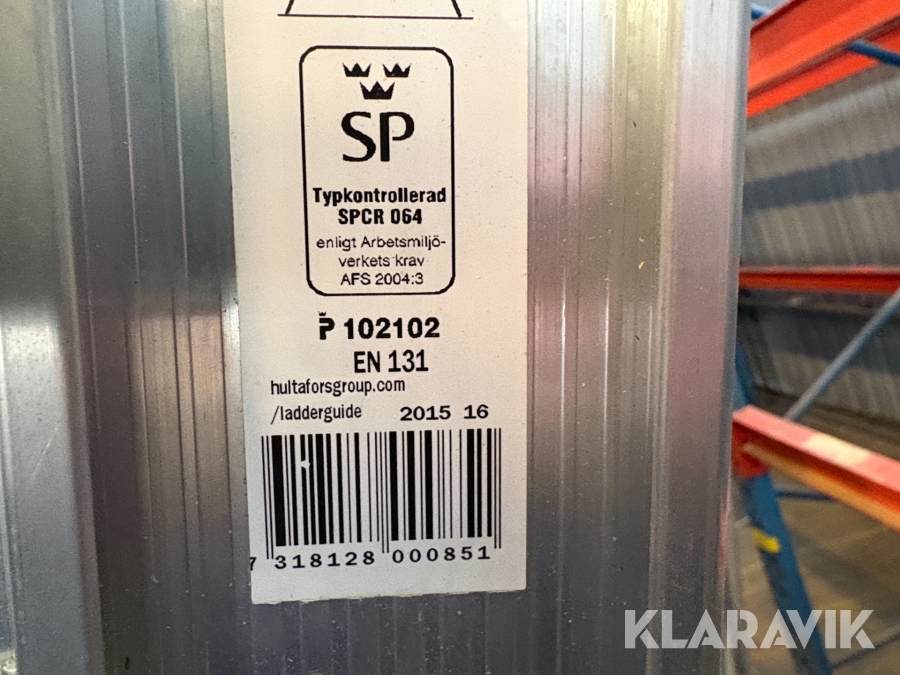 SP
Typkontrollerad
SPCR 064
enligt Arbetsmiljö-
verkets krav
AFS 2004:3
P 102102
EN 131
hultaforsgroup.com
/ladderguide 2015 16
7 318128 000851
KLARAVIK